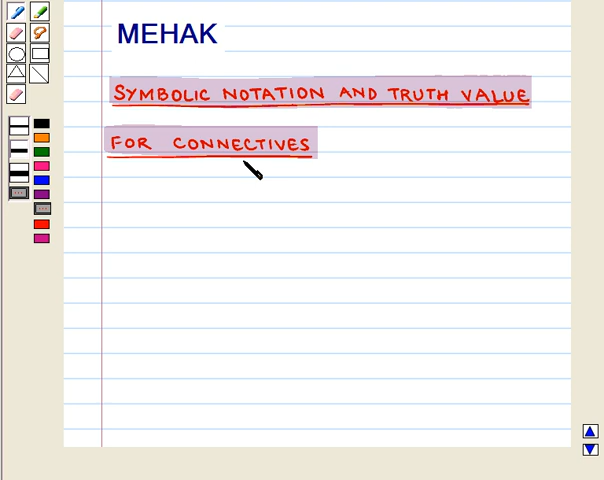 MEHAK
SYMBOLIC NOTATION AND TRUTH VALUE
FOR CONNECTIVES